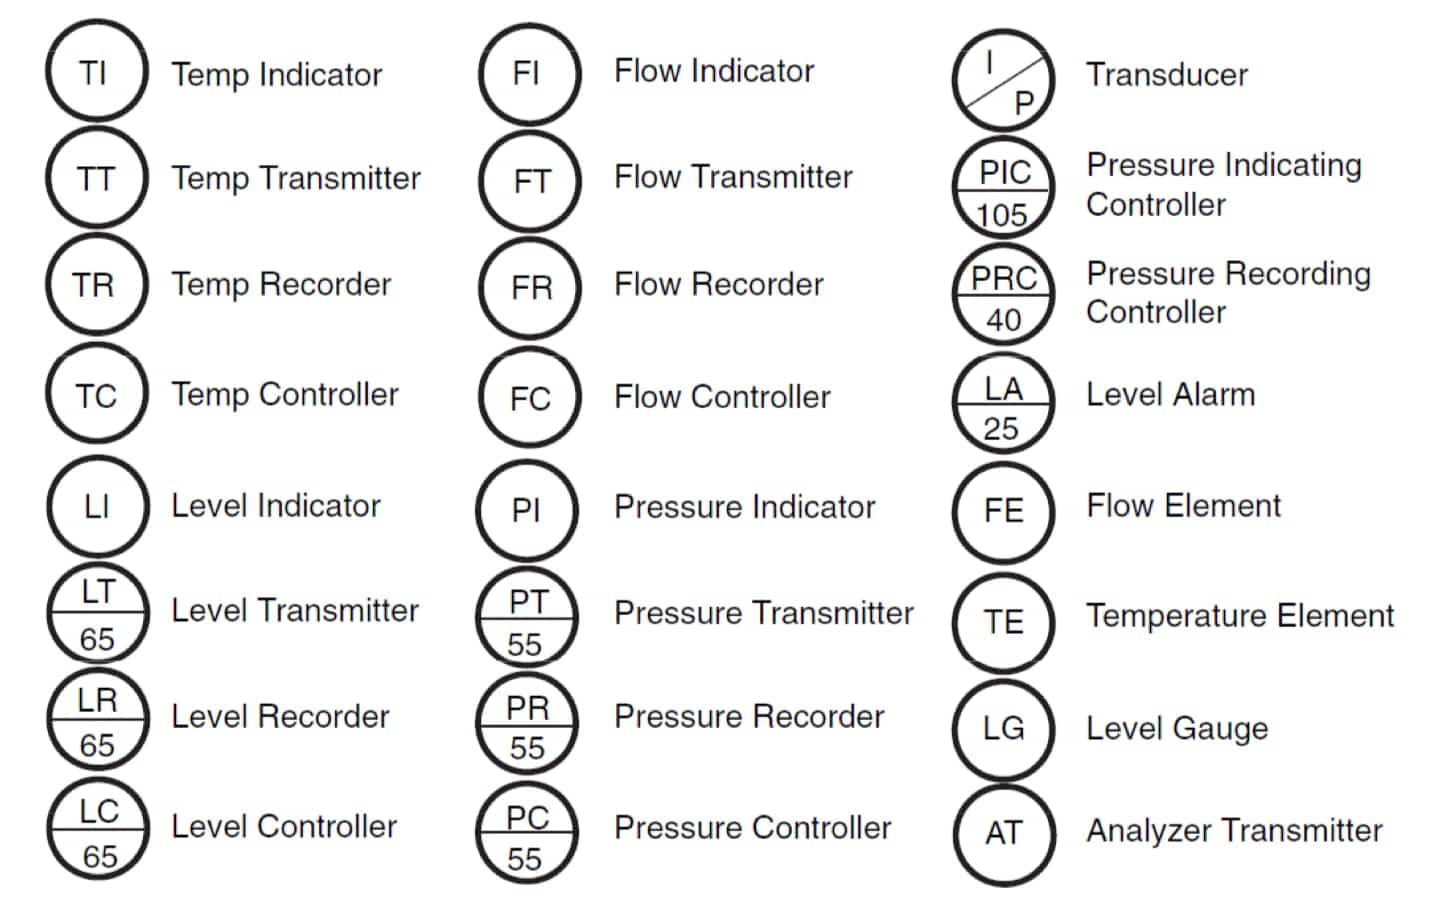 TI Temp Indicator
TT Temp Transmitter
TR Temp Recorder
TC Temp Controller
LI Level Indicator
LT
65
Level Transmitter
LR
65
Level Recorder
LC
65
Level Controller
FI Flow Indicator
FT Flow Transmitter
FR Flow Recorder
FC Flow Controller
PI Pressure Indicator
PT
55
Pressure Transmitter
PR
55
Pressure Recorder
PC
55
Pressure Controller
I
P
Transducer
PIC
105
Pressure Indicating
Controller
PRC
40
Pressure Recording
Controller
LA
25
Level Alarm
FE Flow Element
TE Temperature Element
LG Level Gauge
AT Analyzer Transmitter